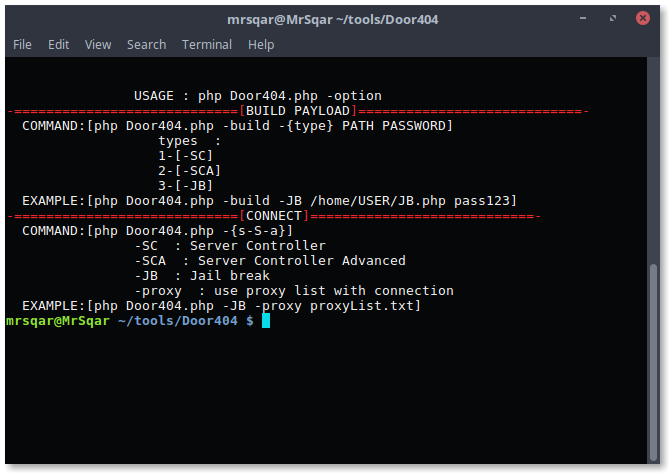 mrsqar@MrSqar ~/tools/Door404
File Edit View Search Terminal Help
USAGE : php Door404.php -option
-============================[BUILD PAYLOAD]============================-
COMMAND:[php Door404.php -build -{type} PATH PASSWORD]
types :
1-[-SC]
2-[-SCA]
3-[-JB]
EXAMPLE:[php Door404.php -build -JB /home/USER/JB.php pass123]
-============================[CONNECT]============================-
COMMAND:[php Door404.php -{s-S-a}]
-SC : Server Controller
-SCA : Server Controller Advanced
-JB : Jail break
-proxy : use proxy list with connection
EXAMPLE:[php Door404.php -JB -proxy proxyList.txt]
mrsqar@MrSqar ~/tools/Door404 $